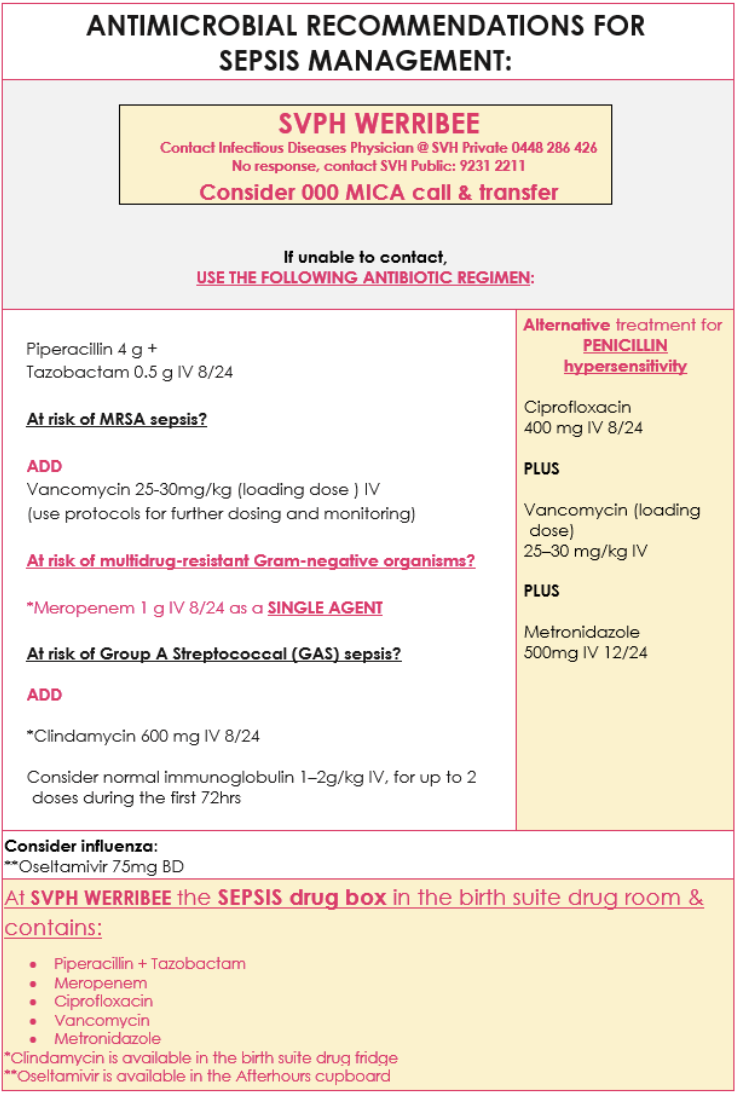 ANTIMICROBIAL RECOMMENDATIONS FOR
SEPSIS MANAGEMENT:
SVPH WERRIBEE
Contact Infectious Diseases Physician @ SVH Private 0448 286 426
No response, contact SVH Public: 9231 2211
Consider 000 MICA call & transfer
If unable to contact,
USE THE FOLLOWING ANTIBIOTIC REGIMEN:
Piperacillin 4 g +
Tazobactam 0.5 g IV 8/24
At risk of MRSA sepsis?
ADD
Vancomycin 25-30mg/kg (loading dose ) IV
(use protocols for further dosing and monitoring)
At risk of multidrug-resistant Gram-negative organisms?
*Meropenem 1 g IV 8/24 as a SINGLE AGENT
At risk of Group A Streptococcal (GAS) sepsis?
ADD
*Clindamycin 600 mg IV 8/24
Consider normal immunoglobulin 1–2g/kg IV, for up to 2
doses during the first 72hrs
Alternative treatment for
PENICILLIN
hypersensitivity
Ciprofloxacin
400 mg IV 8/24
PLUS
Vancomycin (loading
dose)
25–30 mg/kg IV
PLUS
Metronidazole
500mg IV 12/24
Consider influenza:
**Oseltamivir 75mg BD
At SVPH WERRIBEE the SEPSIS drug box in the birth suite drug room &
contains:
• Piperacillin + Tazobactam
• Meropenem
• Ciprofloxacin
• Vancomycin
• Metronidazole
*Clindamycin is available in the birth suite drug fridge
**Oseltamivir is available in the Afterhours cupboard